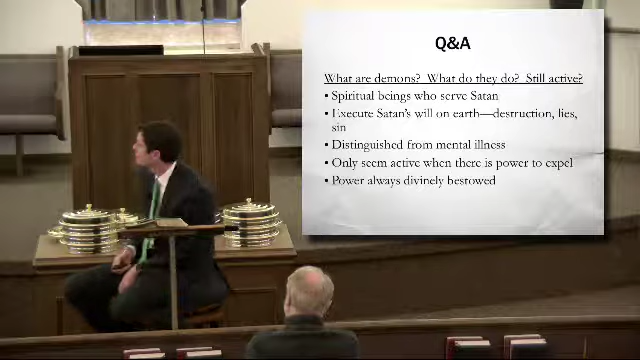 Q&A
What are demons? What do they do? Still active?
▪ Spiritual beings who serve Satan
▪ Execute Satan's will on earth—destruction, lies,
sin
▪ Distinguished from mental illness
▪ Only seem active when there is power to expel
▪ Power always divinely bestowed